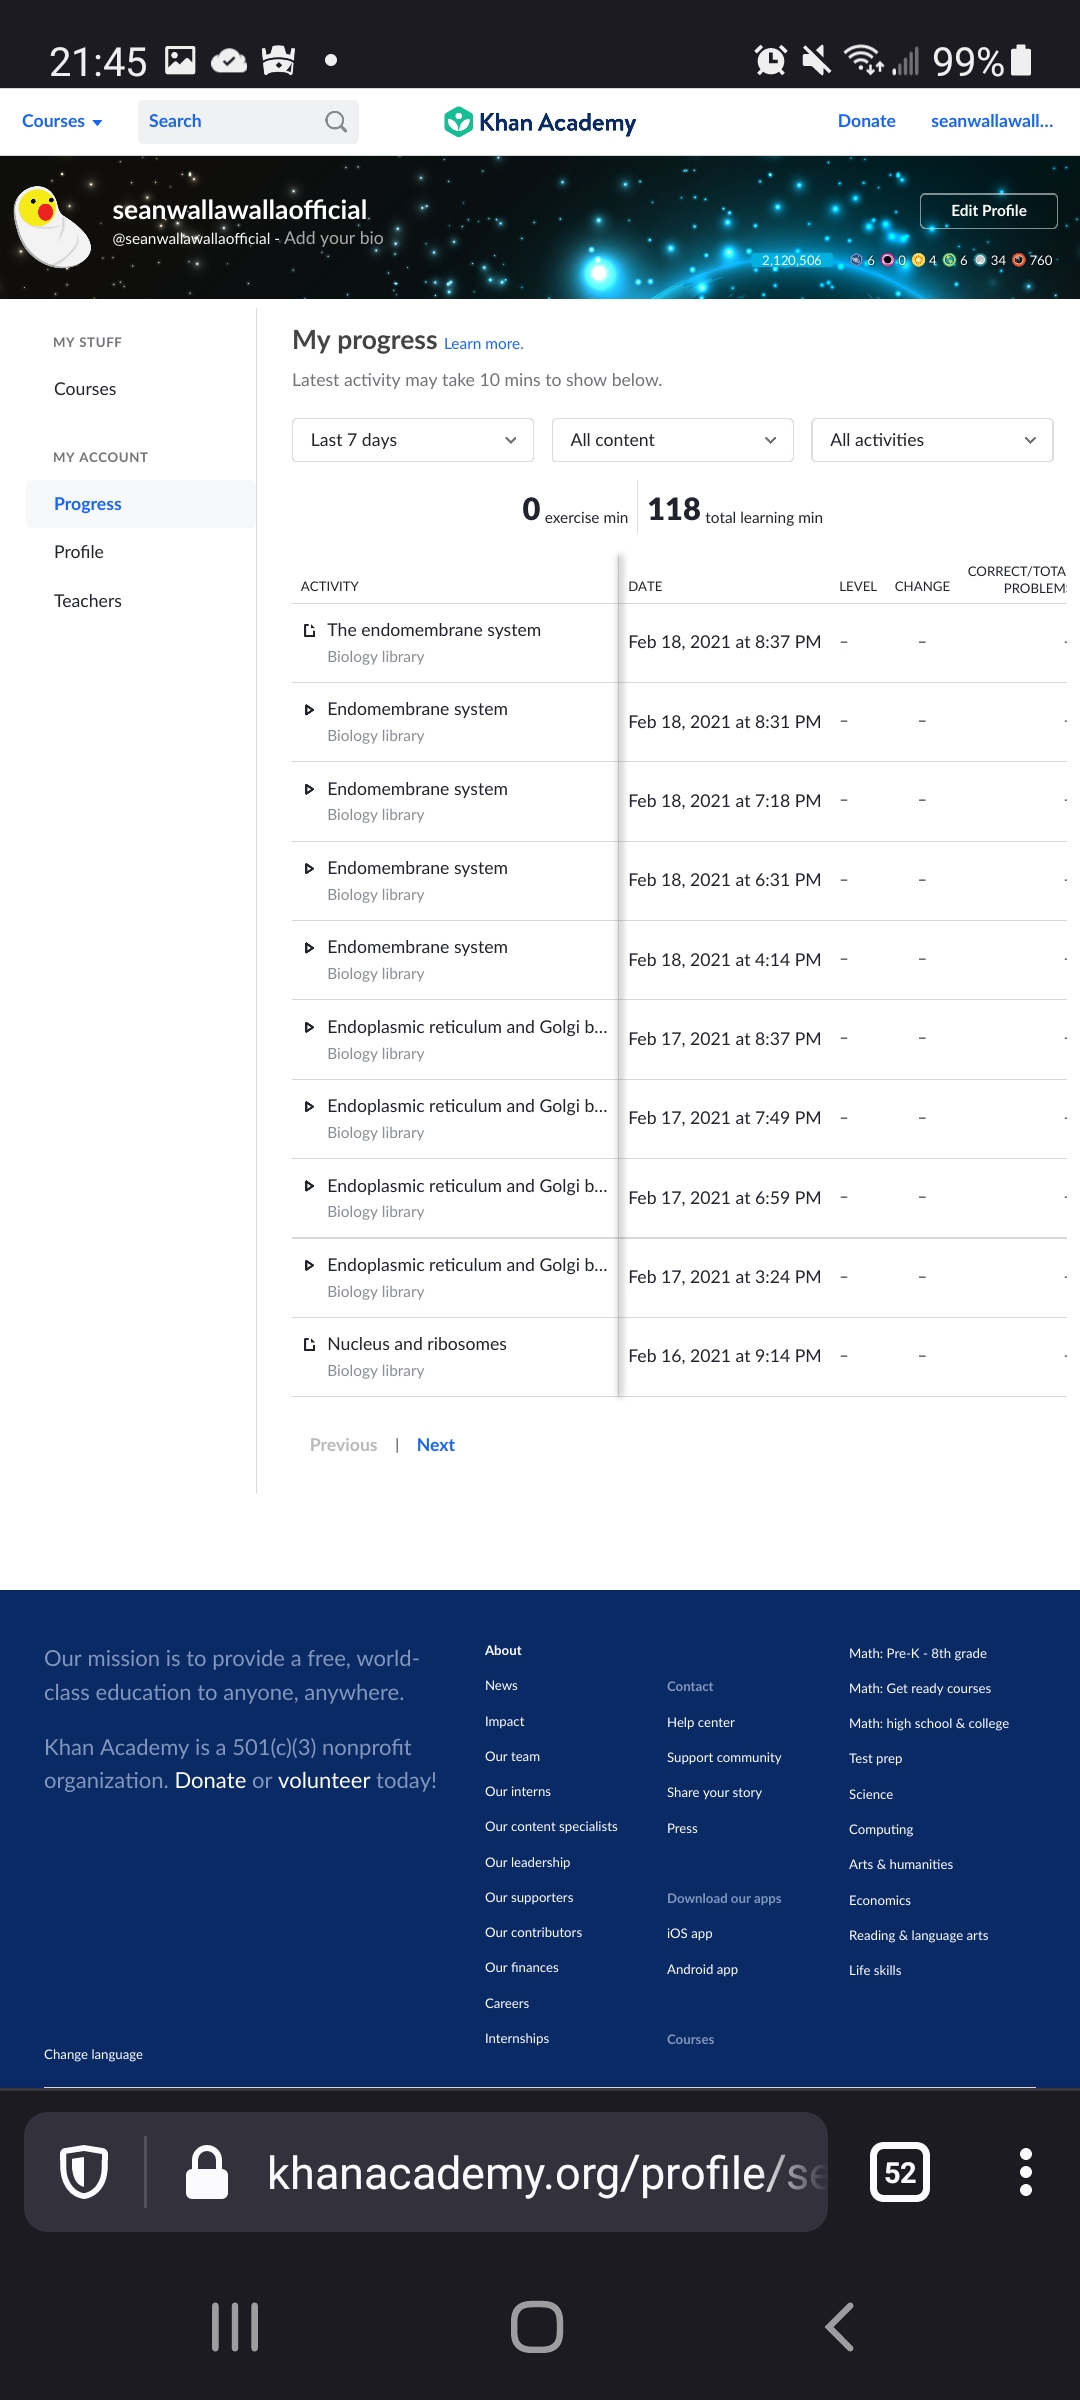 21:45 99%
Courses Search Khan Academy Donate seanwallawall...
seanwallawallaofficial
@seanwallawallaofficial - Add your bio
Edit Profile
2,120,506 6 0 4 6 34 760
MY STUFF
Courses
MY ACCOUNT
Progress
Profile
Teachers
My progress Learn more.
Latest activity may take 10 mins to show below.
Last 7 days All content All activities
0 exercise min 118 total learning min
ACTIVITY DATE LEVEL CHANGE CORRECT/TOTA
PROBLEM
The endomembrane system
Biology library
Feb 18, 2021 at 8:37 PM – – -
Endomembrane system
Biology library
Feb 18, 2021 at 8:31 PM – – -
Endomembrane system
Biology library
Feb 18, 2021 at 7:18 PM – – -
Endomembrane system
Biology library
Feb 18, 2021 at 6:31 PM – – -
Endomembrane system
Biology library
Feb 18, 2021 at 4:14 PM – – -
Endoplasmic reticulum and Golgi b...
Biology library
Feb 17, 2021 at 8:37 PM – – -
Endoplasmic reticulum and Golgi b...
Biology library
Feb 17, 2021 at 7:49 PM – – -
Endoplasmic reticulum and Golgi b...
Biology library
Feb 17, 2021 at 6:59 PM – – -
Endoplasmic reticulum and Golgi b...
Biology library
Feb 17, 2021 at 3:24 PM – – -
Nucleus and ribosomes
Biology library
Feb 16, 2021 at 9:14 PM – – -
Previous | Next
Our mission is to provide a free, world-
class education to anyone, anywhere.
Khan Academy is a 501(c)(3) nonprofit
organization. Donate or volunteer today!
Change language
About
News
Impact
Our team
Our interns
Our content specialists
Our leadership
Our supporters
Our contributors
Our finances
Careers
Internships
Contact
Help center
Support community
Share your story
Press
Download our apps
iOS app
Android app
Courses
Math: Pre-K - 8th grade
Math: Get ready courses
Math: high school & college
Test prep
Science
Computing
Arts & humanities
Economics
Reading & language arts
Life skills
khanacademy.org/profile/se 52